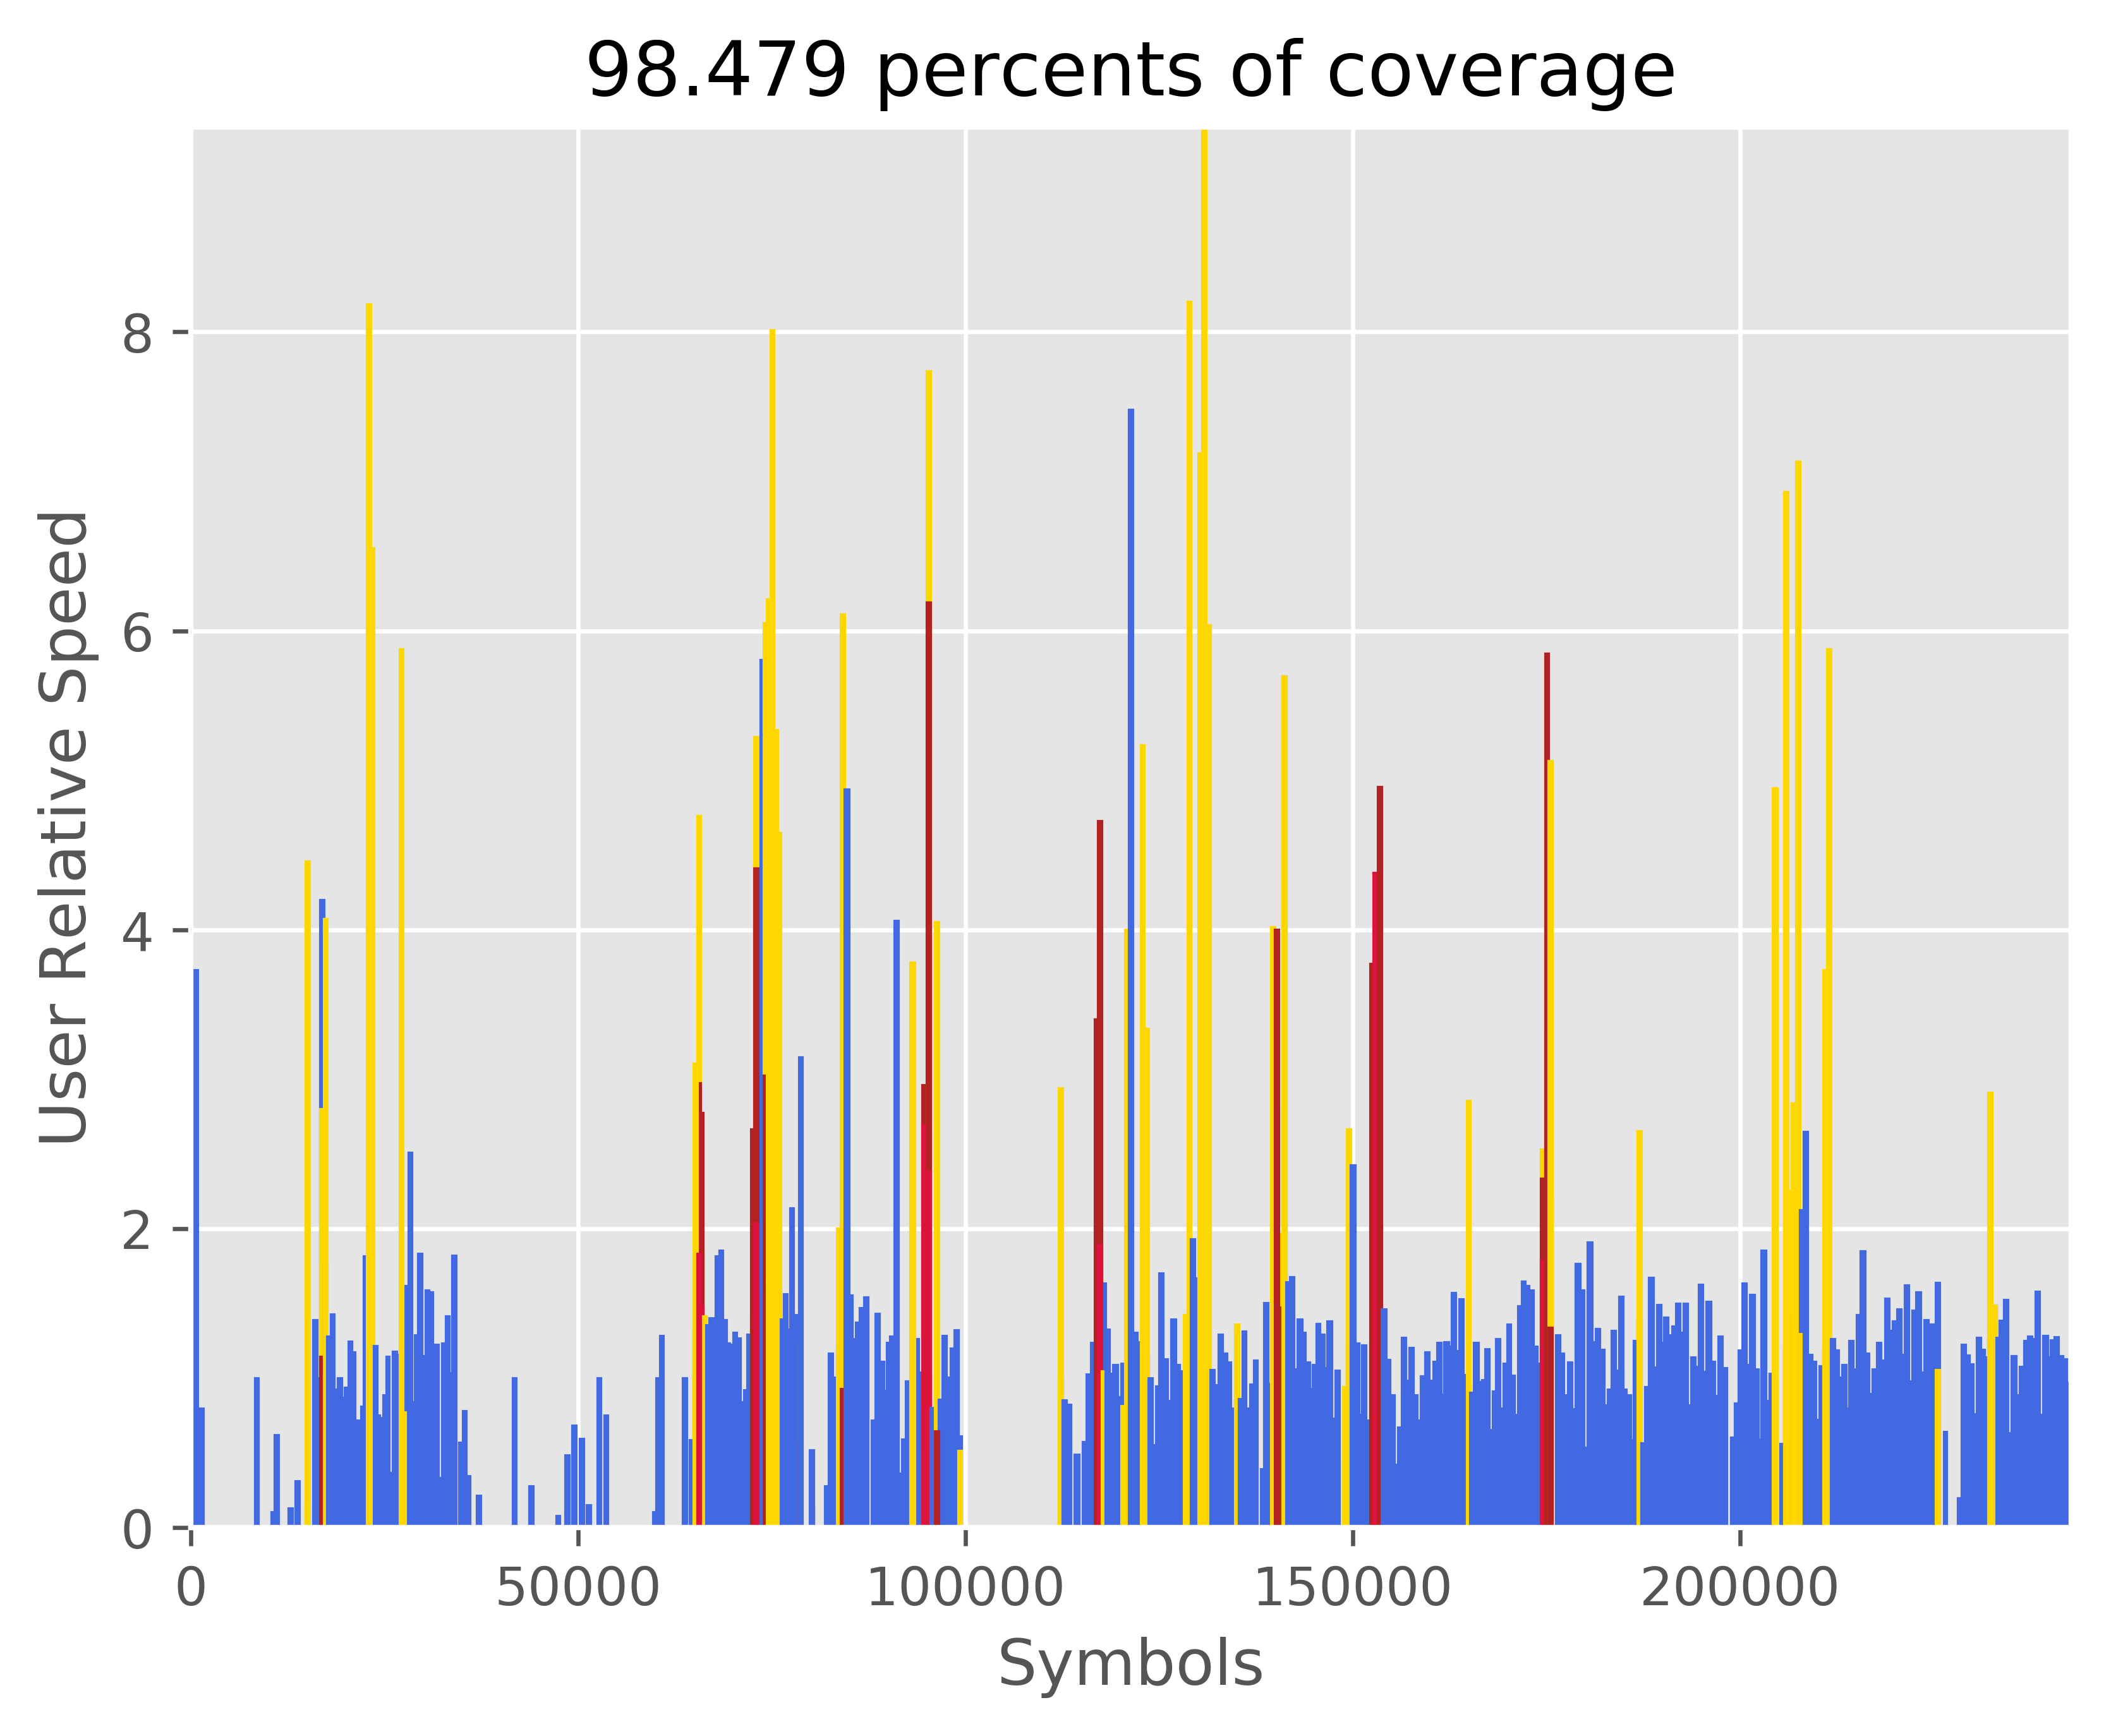 98.479 percents of coverage
User Relative Speed
8
6
4
2
0
0 50000 100000 150000 200000
Symbols